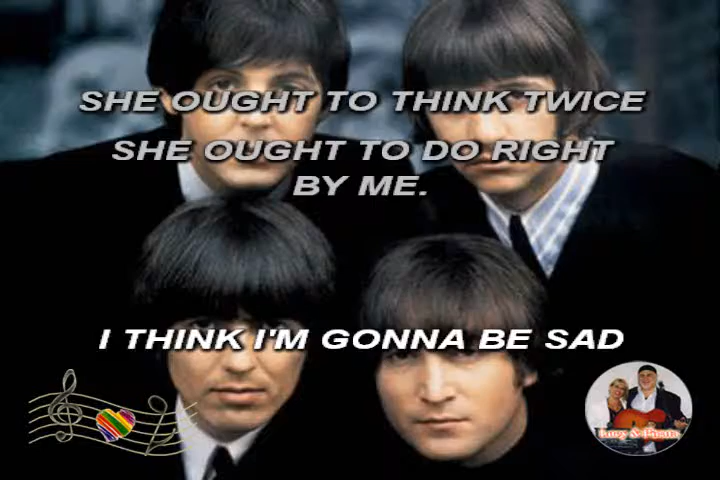 SHE OUGHT TO THINK TWICE
SHE OUGHT TO DO RIGHT
BY ME.
I THINK I'M GONNA BE SAD